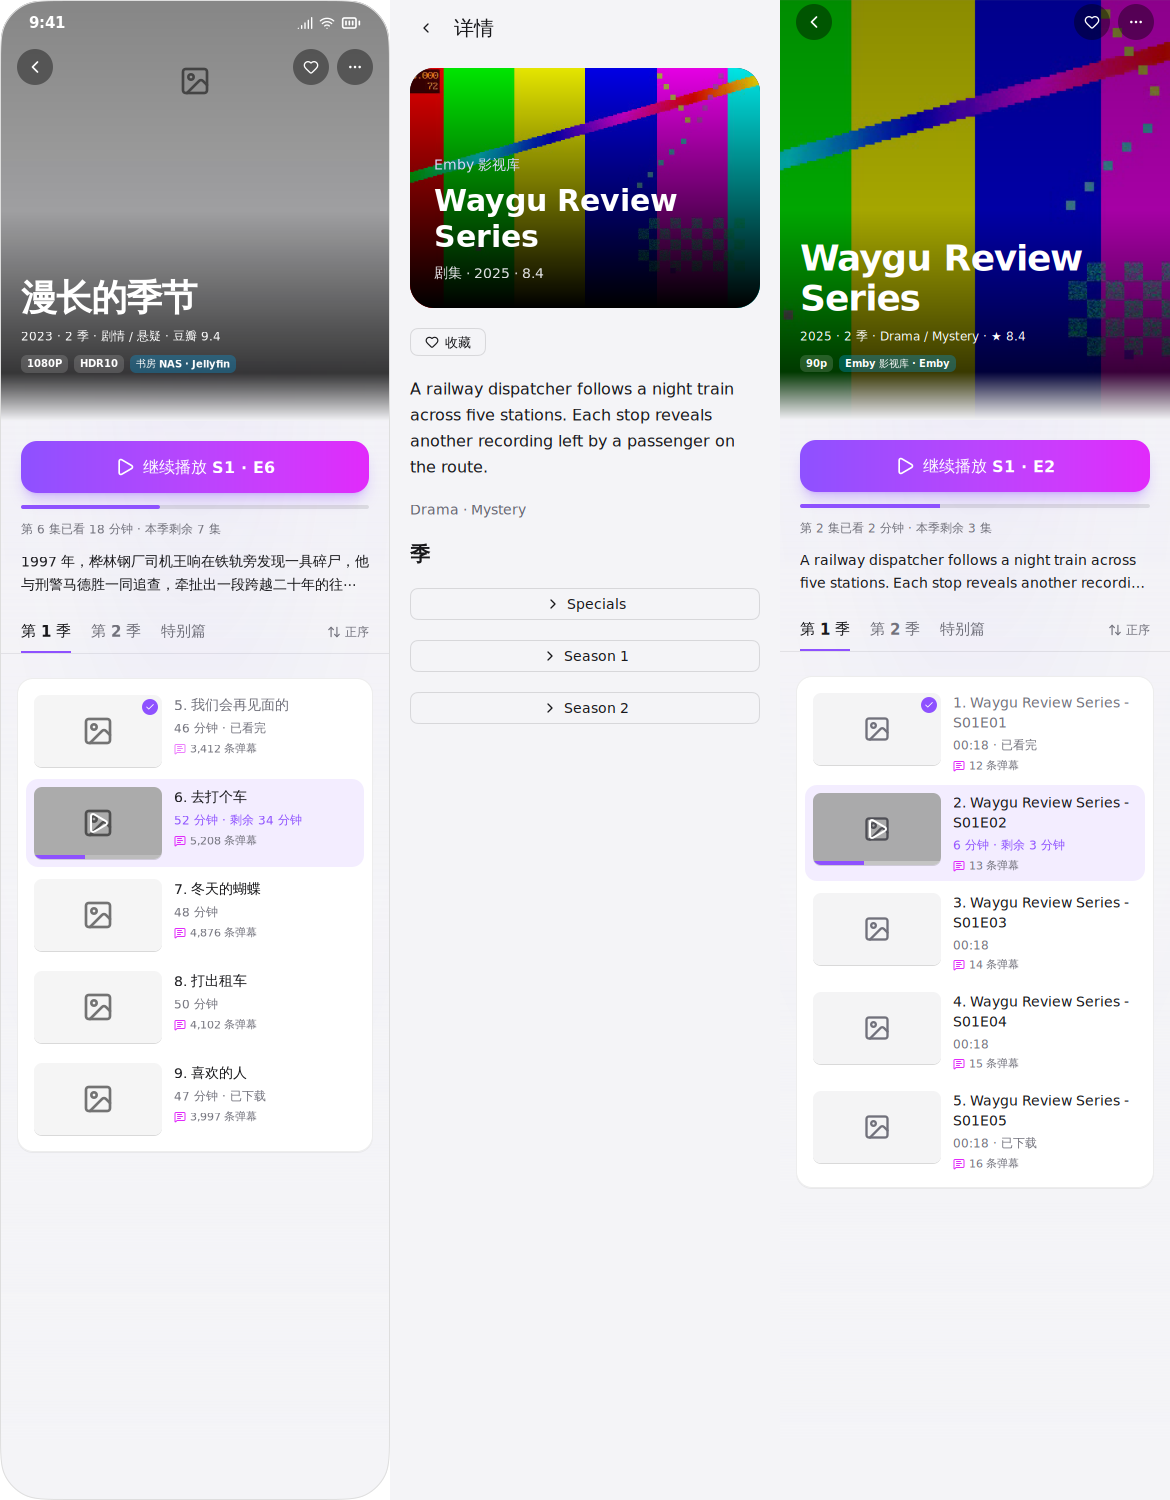 9:41
漫长的季节
2023 · 2 季 · 剧情 / 悬疑 · 豆瓣 9.4
1080P HDR10 书房 NAS · Jellyfin
继续播放 S1 · E6
第 6 集已看 18 分钟 · 本季剩余 7 集
1997 年，桦林钢厂司机王响在铁轨旁发现一具碎尸，他
与刑警马德胜一同追查，牵扯出一段跨越二十年的往…
第 1 季 第 2 季 特别篇 正序
5. 我们会再见面的
46 分钟 · 已看完
3,412 条弹幕
6. 去打个车
52 分钟 · 剩余 34 分钟
5,208 条弹幕
7. 冬天的蝴蝶
48 分钟
4,876 条弹幕
8. 打出租车
50 分钟
4,102 条弹幕
9. 喜欢的人
47 分钟 · 已下载
3,997 条弹幕
详情
.000
72
Emby 影视库
Waygu Review
Series
剧集 · 2025 · 8.4
收藏
A railway dispatcher follows a night train
across five stations. Each stop reveals
another recording left by a passenger on
the route.
Drama · Mystery
季
Specials
Season 1
Season 2
Waygu Review
Series
2025 · 2 季 · Drama / Mystery · ★ 8.4
90p Emby 影视库 · Emby
继续播放 S1 · E2
第 2 集已看 2 分钟 · 本季剩余 3 集
A railway dispatcher follows a night train across
five stations. Each stop reveals another recordi…
第 1 季 第 2 季 特别篇 正序
1. Waygu Review Series -
S01E01
00:18 · 已看完
12 条弹幕
2. Waygu Review Series -
S01E02
6 分钟 · 剩余 3 分钟
13 条弹幕
3. Waygu Review Series -
S01E03
00:18
14 条弹幕
4. Waygu Review Series -
S01E04
00:18
15 条弹幕
5. Waygu Review Series -
S01E05
00:18 · 已下载
16 条弹幕